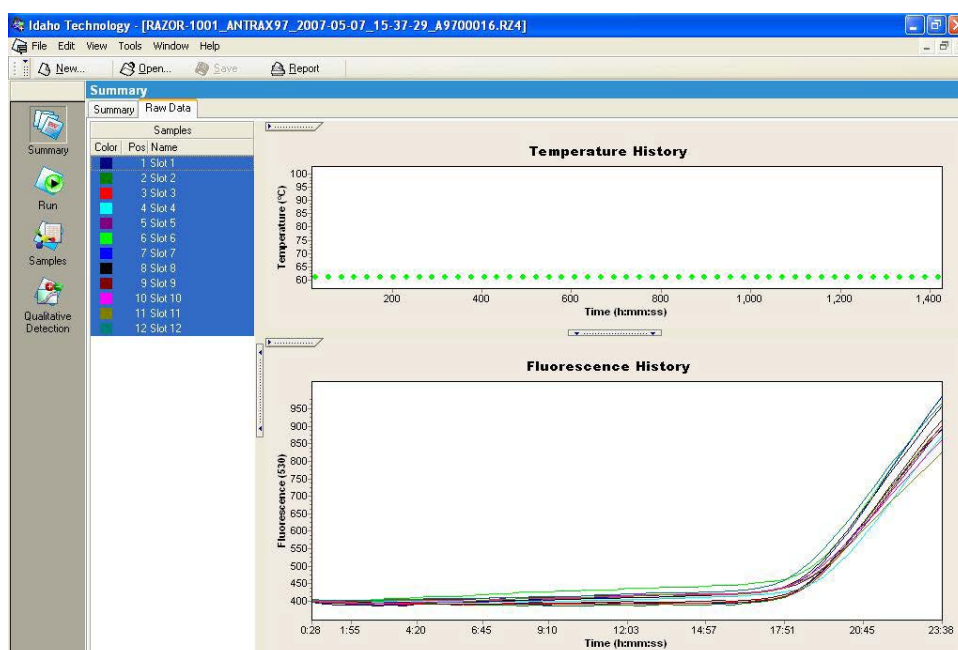 Idaho Technology - [RAZOR-1001_ANTRAX97_2007-05-07_15-37-29_A9700016.RZ4]
File Edit View Tools Window Help
New... Open... Save Report
Summary
Summary Raw Data
Summary
Run
Samples
Qualitative
Detection
Samples
Color Pos Name
1 Slot 1
2 Slot 2
3 Slot 3
4 Slot 4
5 Slot 5
6 Slot 6
7 Slot 7
8 Slot 8
9 Slot 9
10 Slot 10
11 Slot 11
12 Slot 12
Temperature History
Temperature (°C)
100
95
90
85
80
75
70
65
60
200 400 600 800 1,000 1,200 1,400
Time (h:mm:ss)
Fluorescence History
Fluorescence (530)
950
900
850
800
750
700
650
600
550
500
450
400
0:28 1:55 4:20 6:45 9:10 12:03 14:57 17:51 20:45 23:38
Time (h:mm:ss)